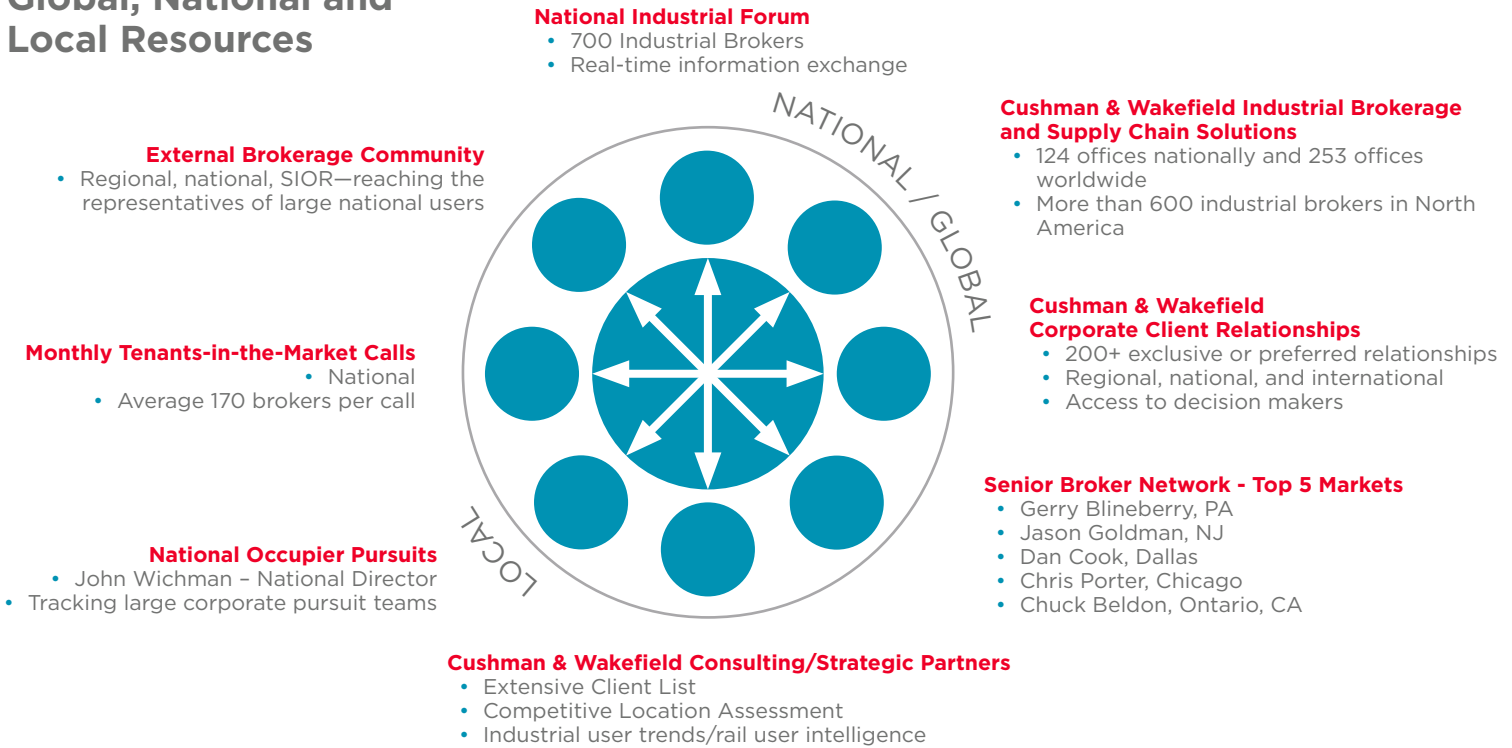 Global, National and
Local Resources
National Industrial Forum
• 700 Industrial Brokers
• Real-time information exchange
NATIONAL / GLOBAL
Cushman & Wakefield Industrial Brokerage
and Supply Chain Solutions
• 124 offices nationally and 253 offices
worldwide
• More than 600 industrial brokers in North
America
External Brokerage Community
• Regional, national, SIOR—reaching the
representatives of large national users
Cushman & Wakefield
Corporate Client Relationships
• 200+ exclusive or preferred relationships
• Regional, national, and international
• Access to decision makers
Monthly Tenants-in-the-Market Calls
• National
• Average 170 brokers per call
Senior Broker Network - Top 5 Markets
• Gerry Blineberry, PA
• Jason Goldman, NJ
• Dan Cook, Dallas
• Chris Porter, Chicago
• Chuck Beldon, Ontario, CA
LOCAL
National Occupier Pursuits
• John Wichman – National Director
• Tracking large corporate pursuit teams
Cushman & Wakefield Consulting/Strategic Partners
• Extensive Client List
• Competitive Location Assessment
• Industrial user trends/rail user intelligence